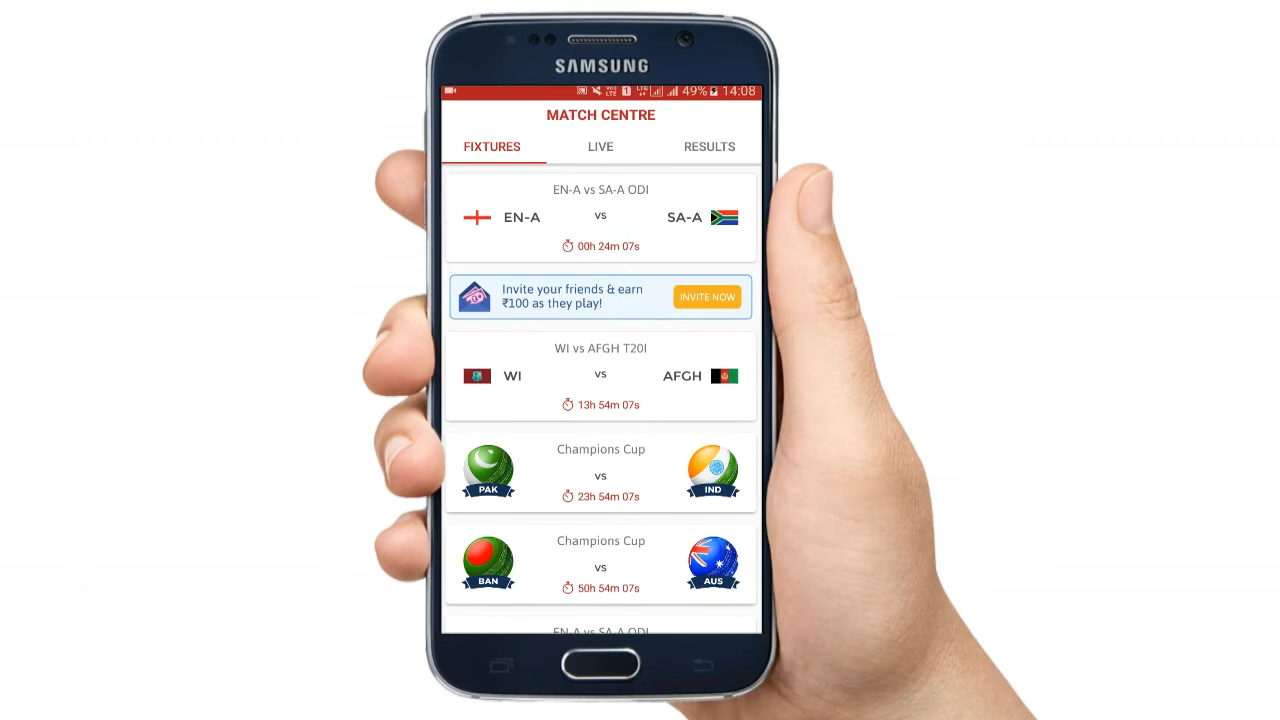 SAMSUNG
49% 14:08
MATCH CENTRE
FIXTURES LIVE RESULTS
EN-A vs SA-A ODI
EN-A vs SA-A
00h 24m 07s
Invite your friends & earn
₹100 as they play!
INVITE NOW
WI vs AFGH T20I
WI vs AFGH
13h 54m 07s
Champions Cup
PAK vs IND
23h 54m 07s
Champions Cup
BAN vs AUS
50h 54m 07s
EN-A vs SA-A ODI